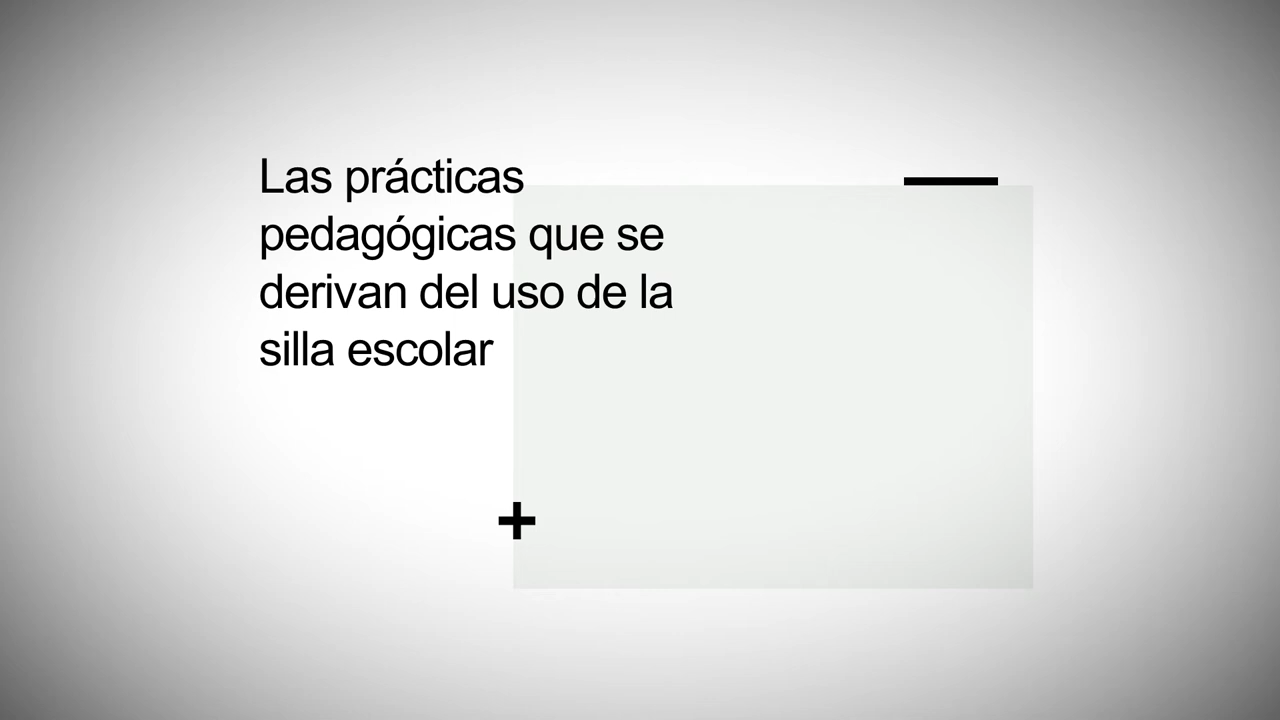 Las prácticas
pedagógicas que se
derivan del uso de la
silla escolar